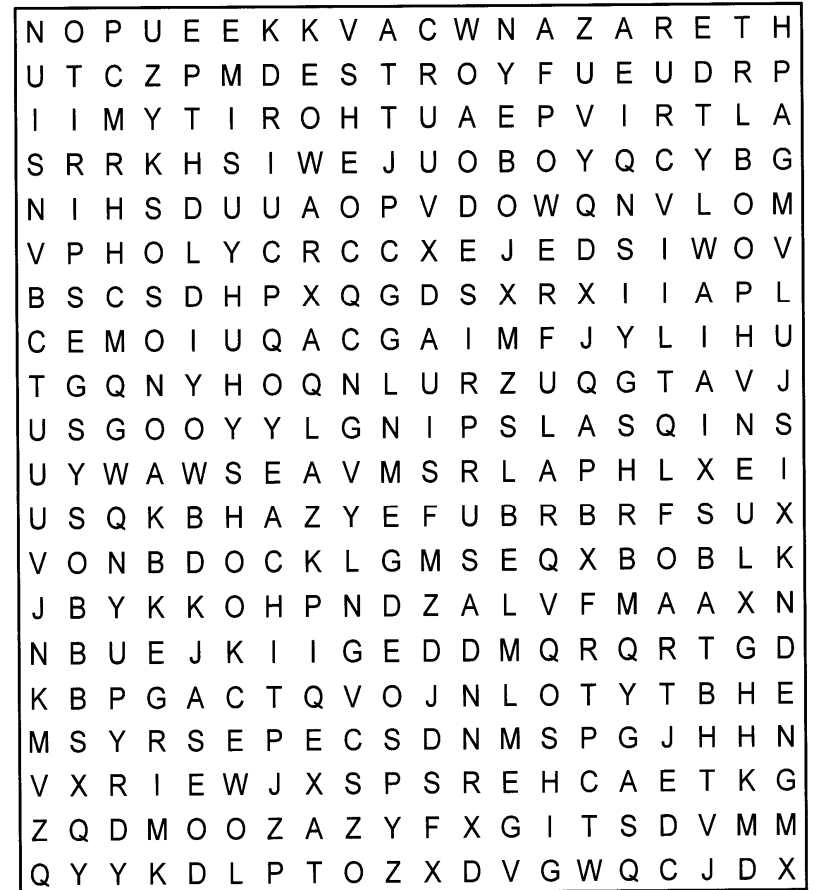 N O P U E E K K V A C W N A Z A R E T H
U T C Z P M D E S T R O Y F U E U D R P
I I M Y T I R O H T U A E P V I R T L A
S R R K H S I W E J U O B O Y Q C Y B G
N I H S D U U A O P V D O W Q N V L O M
V P H O L Y C R C C X E J E D S I W O V
B S C S D H P X Q G D S X R X I I A P L
C E M O I U Q A C G A I M F J Y L I H U
T G Q N Y H O Q N L U R Z U Q G T A V J
U S G O O Y Y L G N I P S L A S Q I N S
U Y W A W S E A V M S R L A P H L X E I
U S Q K B H A Z Y E F U B R B R F S U X
V O N B D O C K L G M S E Q X B O B L K
J B Y K K O H P N D Z A L V F M A A X N
N B U E J K I I G E D D M Q R Q R T G D
K B P G A C T Q V O J N L O T Y T B H E
M S Y R S E P E C S D N M S P G J H H N
V X R I E W J X S P S R E H C A E T K G
Z Q D M O O Z A Z Y F X G I T S D V M M
Q Y Y K D L P T O Z X D V G W Q C J D X